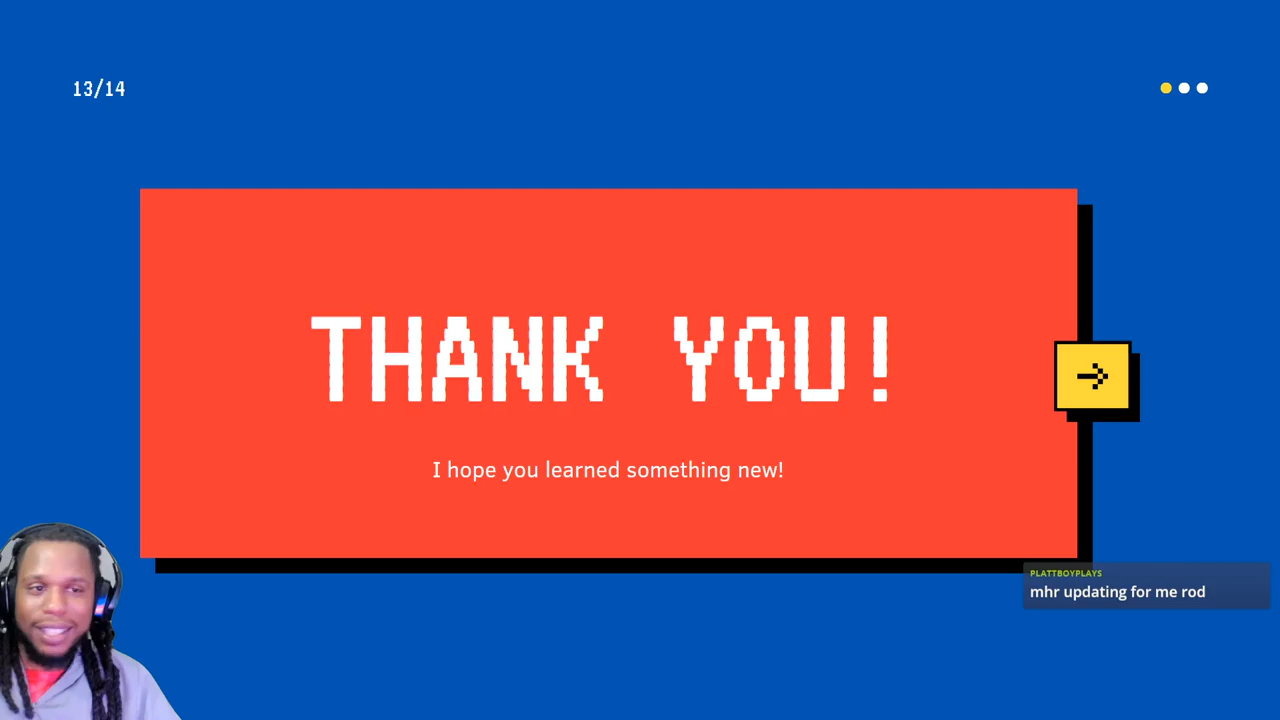 13/14
THANK YOU!
I hope you learned something new!
PLATTBOYPLAYS
mhr updating for me rod